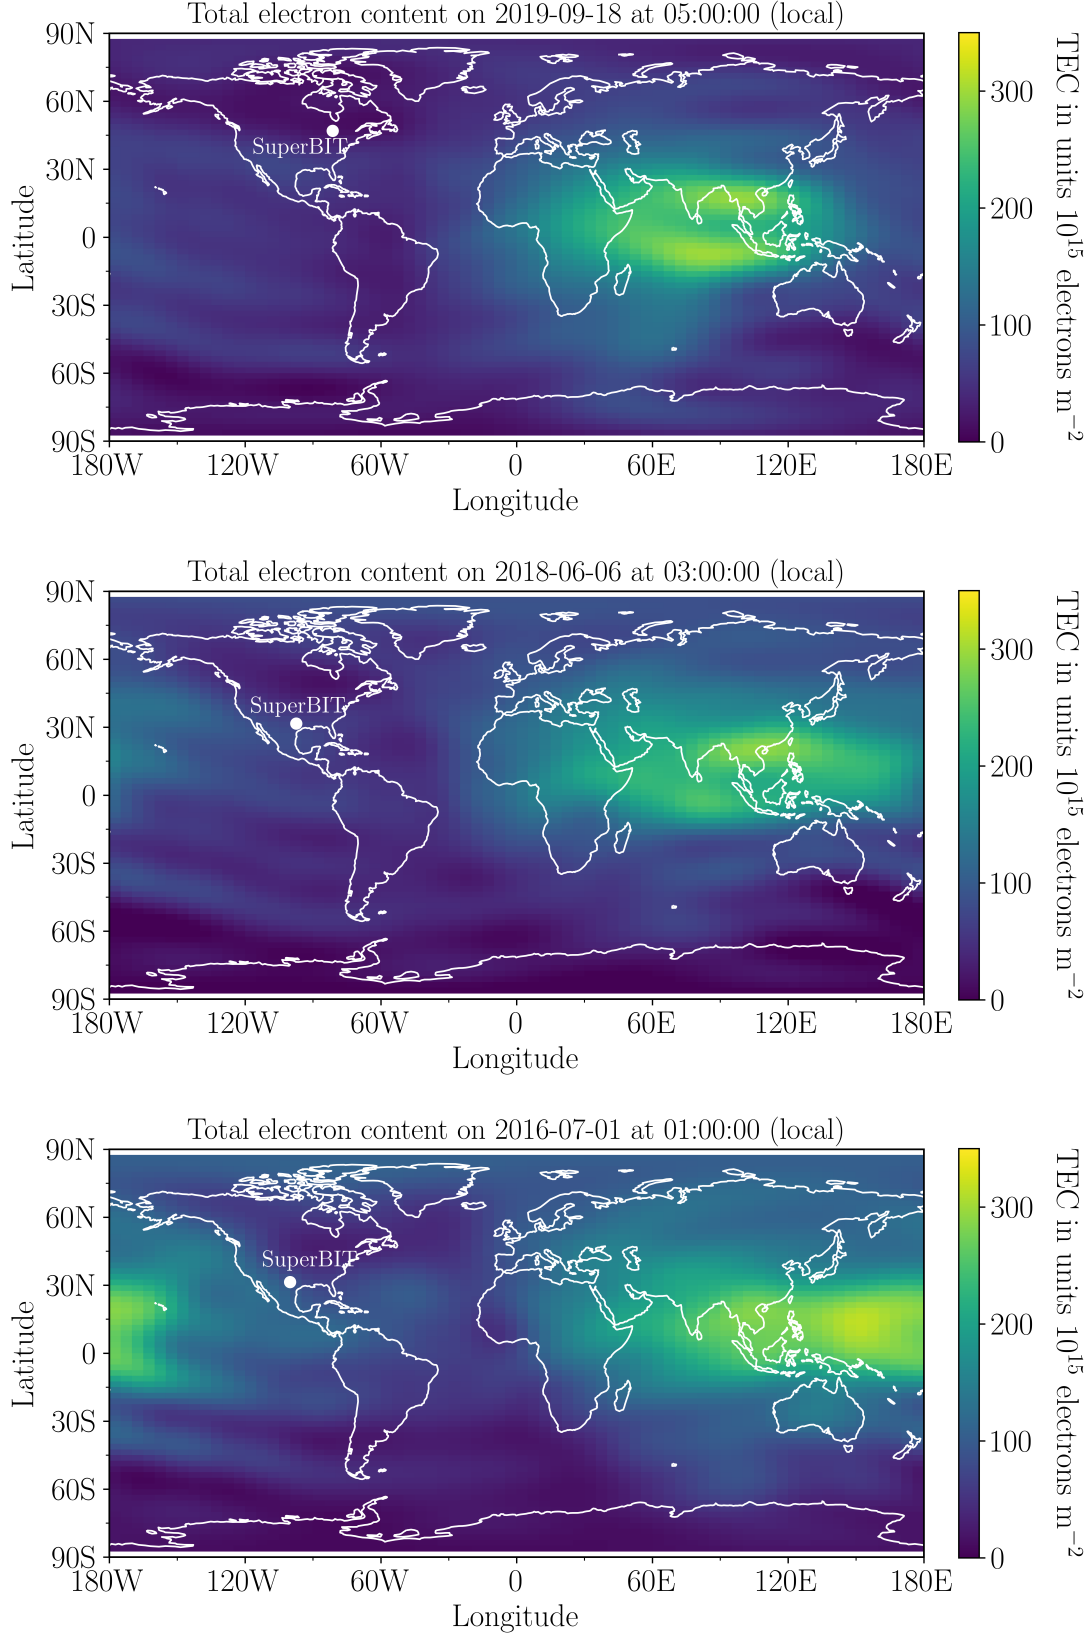 Total electron content on 2019-09-18 at 05:00:00 (local)
90N
60N
30N
0
30S
60S
90S
Latitude
SuperBIT
180W 120W 60W 0 60E 120E 180E
Longitude
300
200
100
0
TEC in units 10^15 electrons m^−2
Total electron content on 2018-06-06 at 03:00:00 (local)
90N
60N
30N
0
30S
60S
90S
Latitude
SuperBIT
180W 120W 60W 0 60E 120E 180E
Longitude
300
200
100
0
TEC in units 10^15 electrons m^−2
Total electron content on 2016-07-01 at 01:00:00 (local)
90N
60N
30N
0
30S
60S
90S
Latitude
SuperBIT
180W 120W 60W 0 60E 120E 180E
Longitude
300
200
100
0
TEC in units 10^15 electrons m^−2